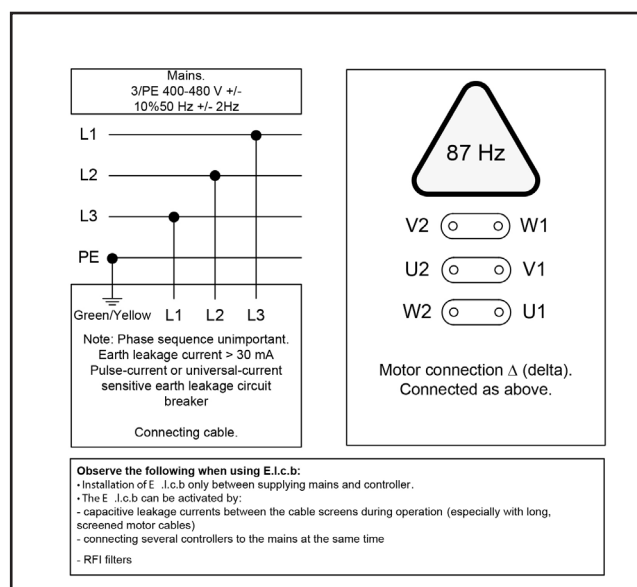 Mains.
3/PE 400-480 V +/-
10%50 Hz +/- 2Hz
L1
L2
L3
PE
Green/Yellow L1 L2 L3
Note: Phase sequence unimportant.
Earth leakage current > 30 mA
Pulse-current or universal-current
sensitive earth leakage circuit
breaker
Connecting cable.
87 Hz
V2 W1
U2 V1
W2 U1
Motor connection Δ (delta).
Connected as above.
Observe the following when using E.l.c.b:
• Installation of E .l.c.b only between supplying mains and controller.
• The E .l.c.b can be activated by:
- capacitive leakage currents between the cable screens during operation (especially with long,
screened motor cables)
- connecting several controllers to the mains at the same time
- RFI filters